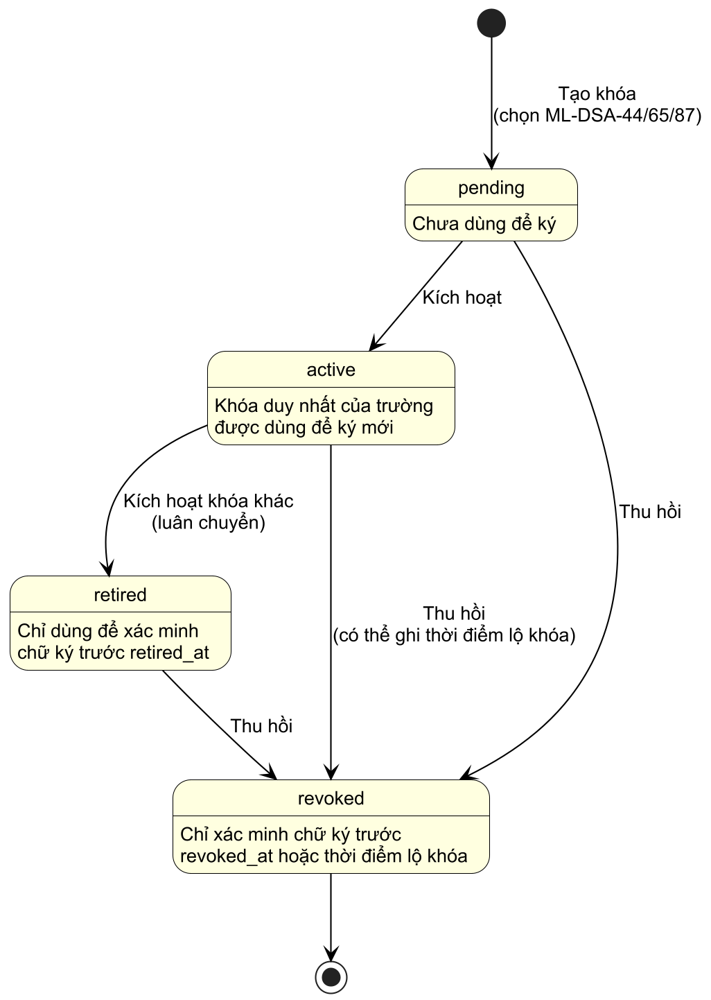 Tạo khóa
(chọn ML-DSA-44/65/87)
pending
Chưa dùng để ký
Kích hoạt
active
Khóa duy nhất của trường
được dùng để ký mới
Kích hoạt khóa khác
(luân chuyển)
Thu hồi
retired
Chỉ dùng để xác minh
chữ ký trước retired_at
Thu hồi
(có thể ghi thời điểm lộ khóa)
Thu hồi
revoked
Chỉ xác minh chữ ký trước
revoked_at hoặc thời điểm lộ khóa